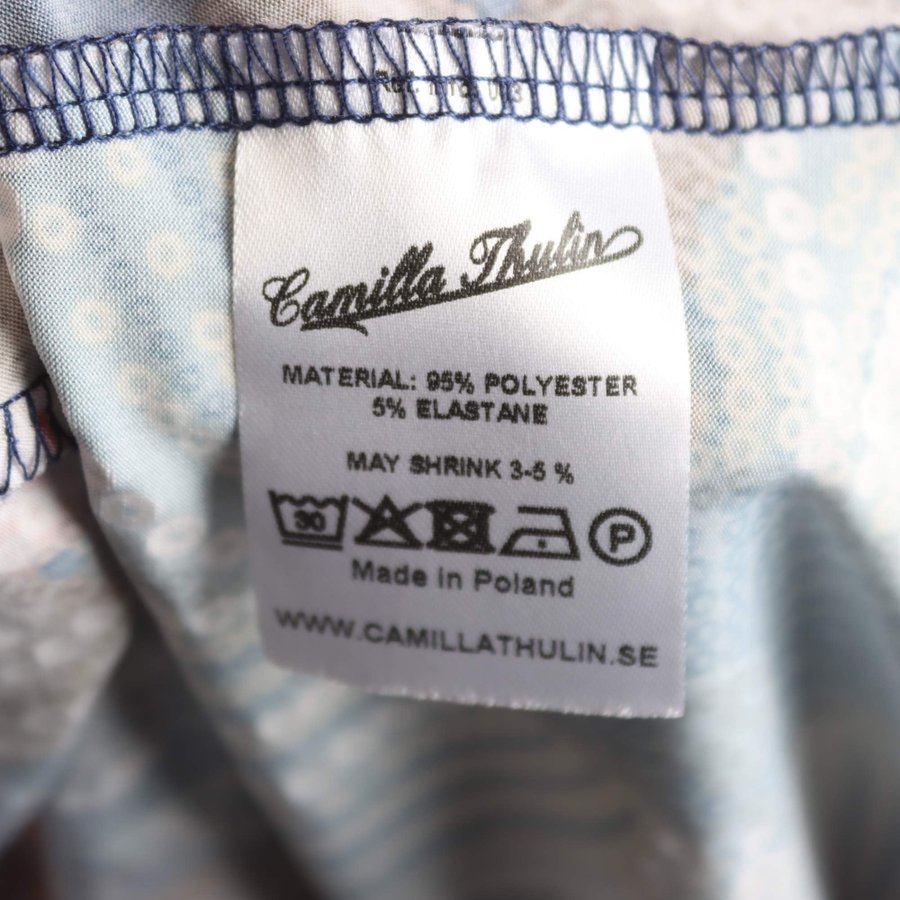 Camilla Thulin
MATERIAL: 95% POLYESTER
5% ELASTANE
MAY SHRINK 3-5 %
30
P
Made in Poland
WWW.CAMILLATHULIN.SE